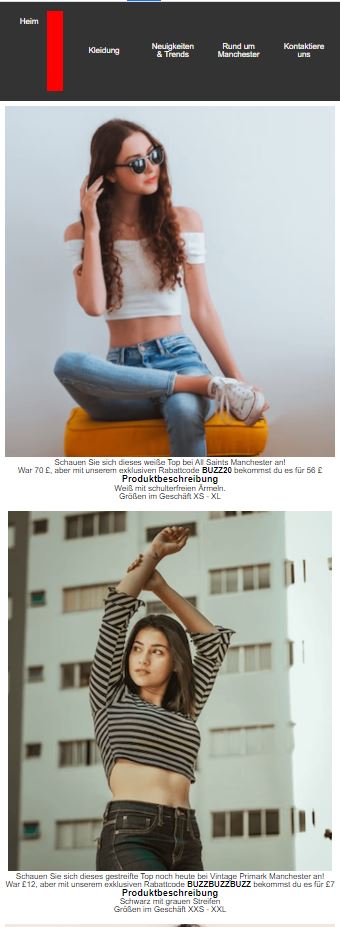 Heim
Kleidung
Neuigkeiten
& Trends
Rund um
Manchester
Kontaktiere
uns
Schauen Sie sich dieses weiße Top bei All Saints Manchester an!
War 70 £, aber mit unserem exklusiven Rabattcode BUZZ20 bekommst du es für 56 £
Produktbeschreibung
Weiß mit schulterfreien Ärmeln.
Größen im Geschäft XS - XL
Schauen Sie sich dieses gestreifte Top noch heute bei Vintage Primark Manchester an!
War £12, aber mit unserem exklusiven Rabattcode BUZZBUZZBUZZ bekommst du es für £7
Produktbeschreibung
Schwarz mit grauen Streifen
Größen im Geschäft XXS - XXL